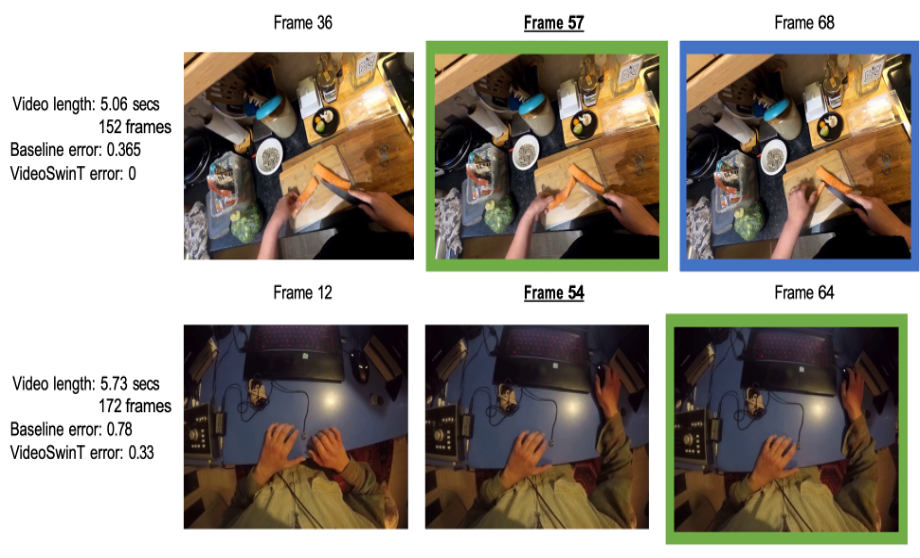 Frame 36
Frame 57
Frame 68
Video length: 5.06 secs
152 frames
Baseline error: 0.365
VideoSwinT error: 0
Frame 12
Frame 54
Frame 64
Video length: 5.73 secs
172 frames
Baseline error: 0.78
VideoSwinT error: 0.33